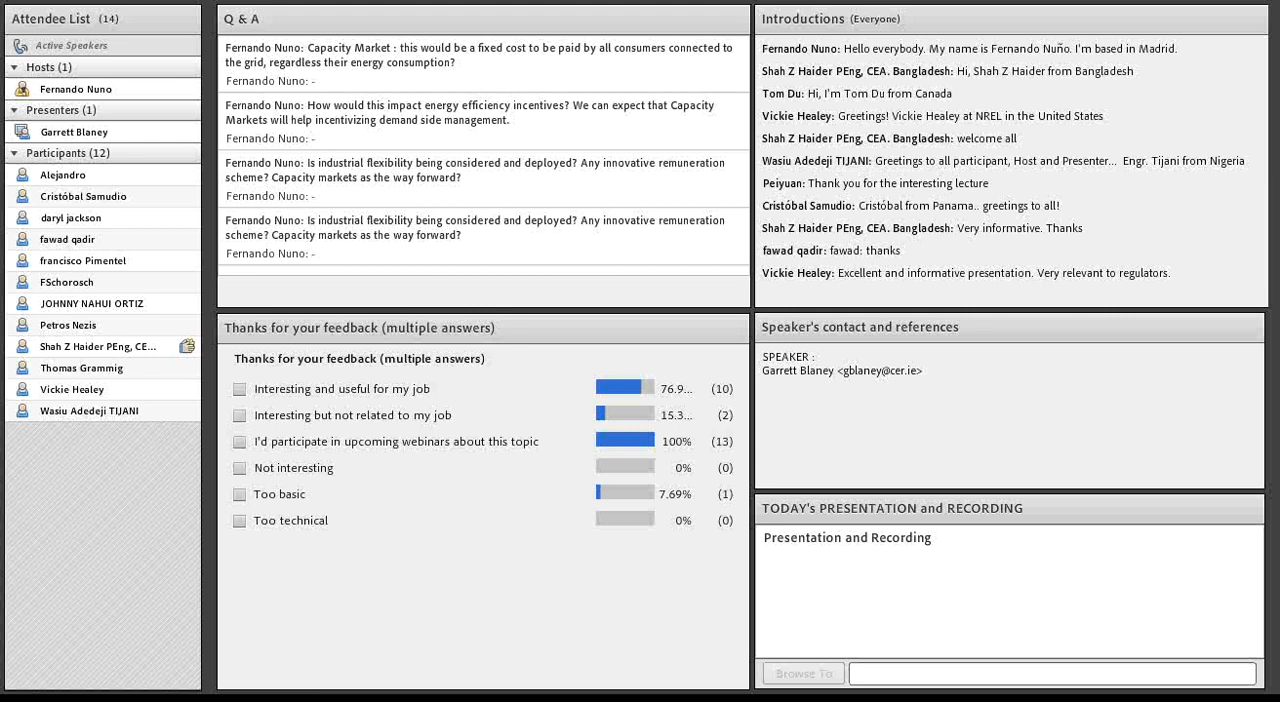 Attendee List (14)
Active Speakers
Hosts (1)
Fernando Nuno
Presenters (1)
Garrett Blaney
Participants (12)
Alejandro
Cristóbal Samudio
daryl jackson
fawad qadir
francisco Pimentel
FSchorosch
JOHNNY NAHUI ORTIZ
Petros Nezis
Shah Z Haider PEng, CE...
Thomas Grammig
Vickie Healey
Wasiu Adedeji TIJANI
Q & A
Fernando Nuno: Capacity Market : this would be a fixed cost to be paid by all consumers connected to
the grid, regardless their energy consumption?
Fernando Nuno: -
Fernando Nuno: How would this impact energy efficiency incentives? We can expect that Capacity
Markets will help incentivizing demand side management.
Fernando Nuno: -
Fernando Nuno: Is industrial flexibility being considered and deployed? Any innovative remuneration
scheme? Capacity markets as the way forward?
Fernando Nuno: -
Fernando Nuno: Is industrial flexibility being considered and deployed? Any innovative remuneration
scheme? Capacity markets as the way forward?
Fernando Nuno: -
Thanks for your feedback (multiple answers)
Thanks for your feedback (multiple answers)
Interesting and useful for my job 76.9... (10)
Interesting but not related to my job 15.3... (2)
I'd participate in upcoming webinars about this topic 100% (13)
Not interesting 0% (0)
Too basic 7.69% (1)
Too technical 0% (0)
Introductions (Everyone)
Fernando Nuno: Hello everybody. My name is Fernando Nuño. I'm based in Madrid.
Shah Z Haider PEng, CEA. Bangladesh: Hi, Shah Z Haider from Bangladesh
Tom Du: Hi, I'm Tom Du from Canada
Vickie Healey: Greetings! Vickie Healey at NREL in the United States
Shah Z Haider PEng, CEA. Bangladesh: welcome all
Wasiu Adedeji TIJANI: Greetings to all participant, Host and Presenter... Engr. Tijani from Nigeria
Peiyuan: Thank you for the interesting lecture
Cristóbal Samudio: Cristóbal from Panama.. greetings to all!
Shah Z Haider PEng, CEA. Bangladesh: Very informative. Thanks
fawad qadir: fawad: thanks
Vickie Healey: Excellent and informative presentation. Very relevant to regulators.
Speaker's contact and references
SPEAKER :
Garrett Blaney <gblaney@cer.ie>
TODAY's PRESENTATION and RECORDING
Presentation and Recording
Browse To